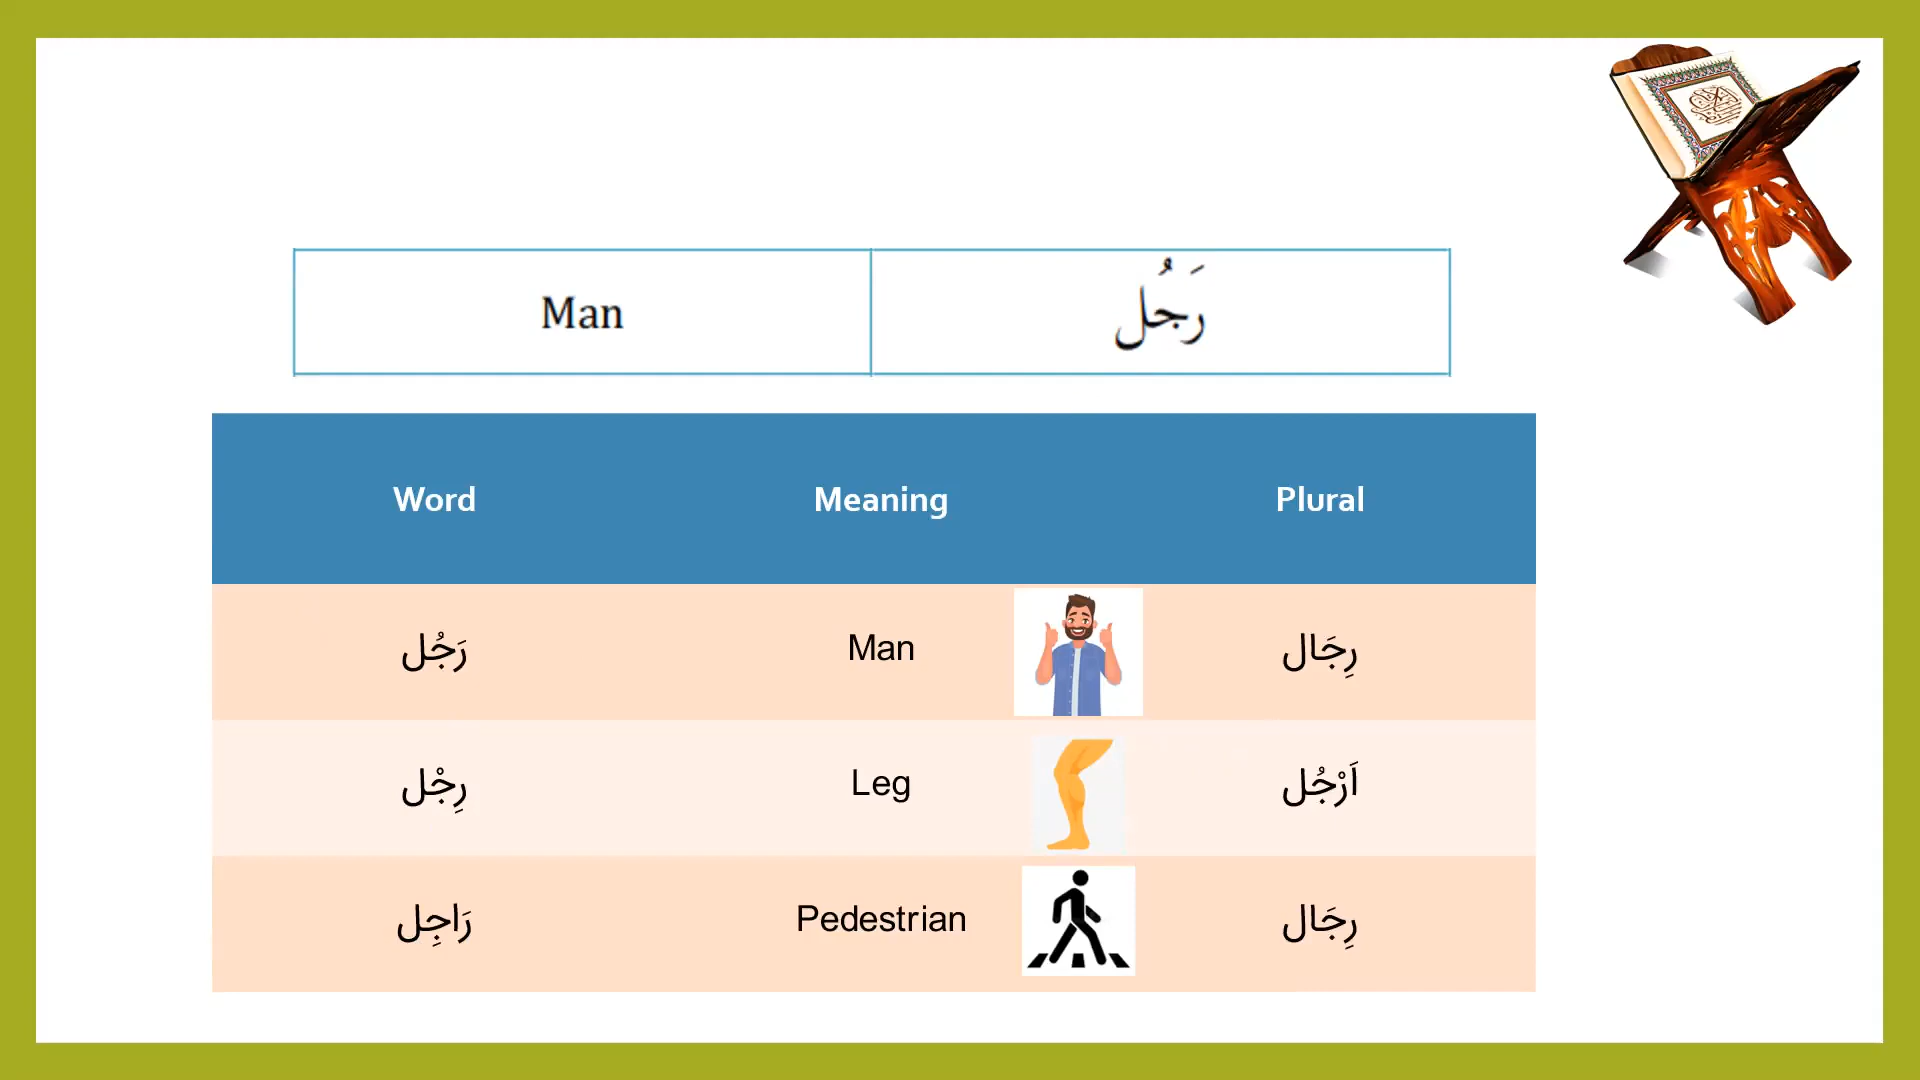 Man رَجُل
Word Meaning Plural
رَجُل Man رِجَال
رِجْل Leg اَرْجُل
رَاجِل Pedestrian رِجَال